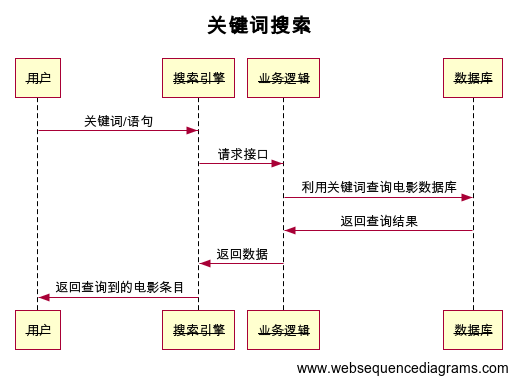 关键词搜索
用户 搜索引擎 业务逻辑 数据库
关键词/语句
请求接口
利用关键词查询电影数据库
返回查询结果
返回数据
返回查询到的电影条目
用户 搜索引擎 业务逻辑 数据库
www.websequencediagrams.com